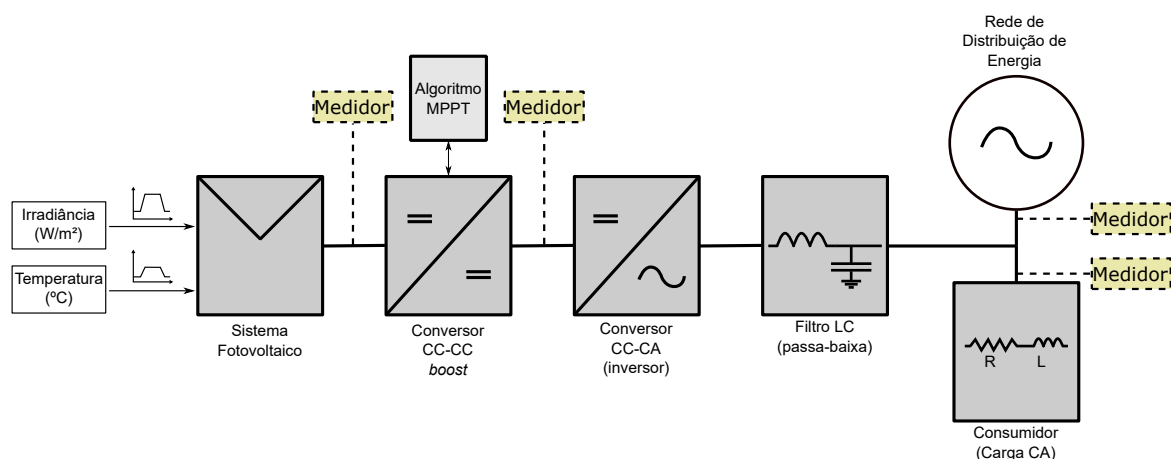 Rede de
Distribuição de
Energia
Algoritmo
MPPT
Medidor
Medidor
Irradiância
(W/m²)
Temperatura
(ºC)
Medidor
Medidor
Sistema
Fotovoltaico
Conversor
CC-CC
boost
Conversor
CC-CA
(inversor)
Filtro LC
(passa-baixa)
R
L
Consumidor
(Carga CA)